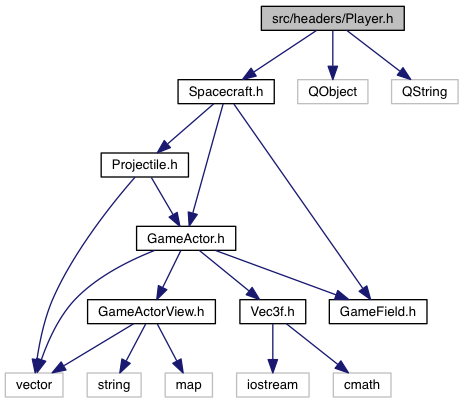 src/headers/Player.h
Spacecraft.h
QObject
QString
Projectile.h
GameActor.h
GameActorView.h
Vec3f.h
GameField.h
vector
string
map
iostream
cmath